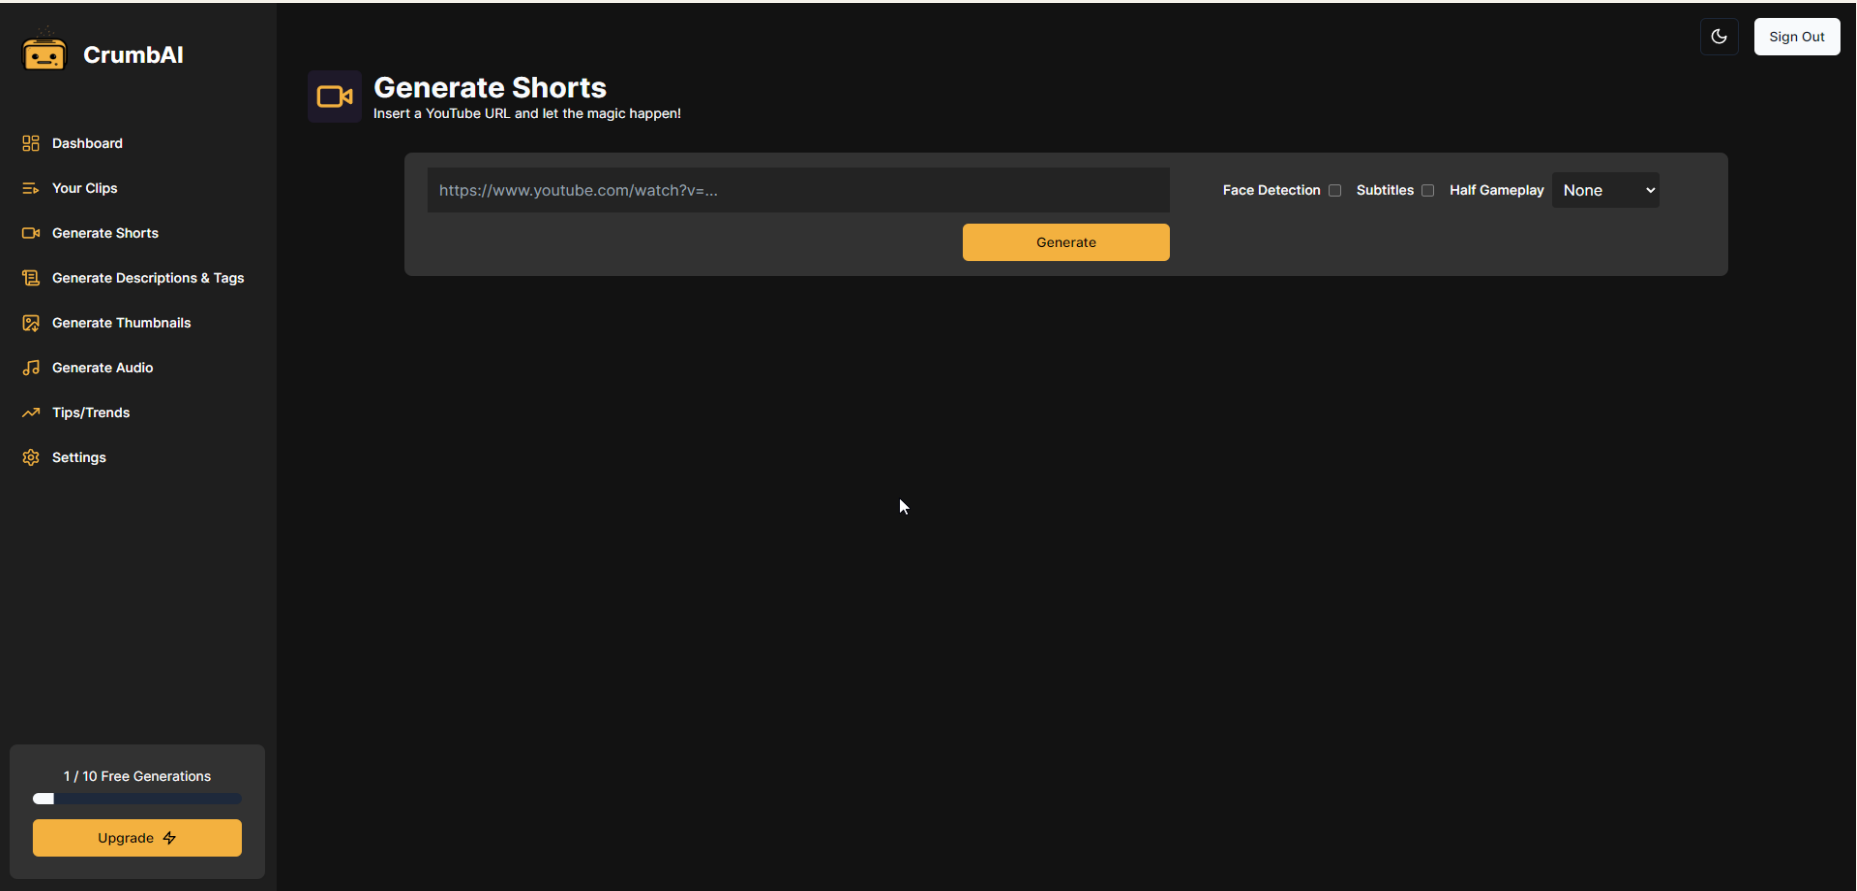 CrumbAI
Dashboard
Your Clips
Generate Shorts
Generate Descriptions & Tags
Generate Thumbnails
Generate Audio
Tips/Trends
Settings
1 / 10 Free Generations
Upgrade
Sign Out
Generate Shorts
Insert a YouTube URL and let the magic happen!
https://www.youtube.com/watch?v=...
Face Detection Subtitles Half Gameplay None
Generate